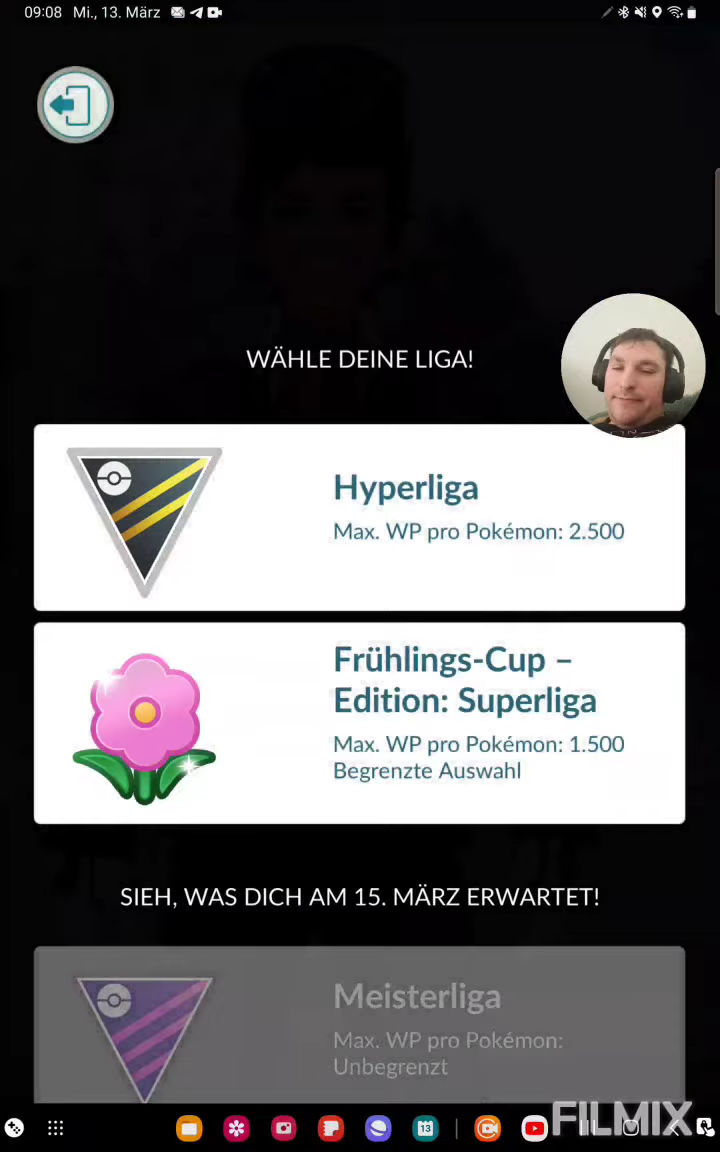 09:08 Mi., 13. März
WÄHLE DEINE LIGA!
Hyperliga
Max. WP pro Pokémon: 2.500
Frühlings-Cup –
Edition: Superliga
Max. WP pro Pokémon: 1.500
Begrenzte Auswahl
SIEH, WAS DICH AM 15. MÄRZ ERWARTET!
Meisterliga
Max. WP pro Pokémon:
Unbegrenzt
13
FILMIX